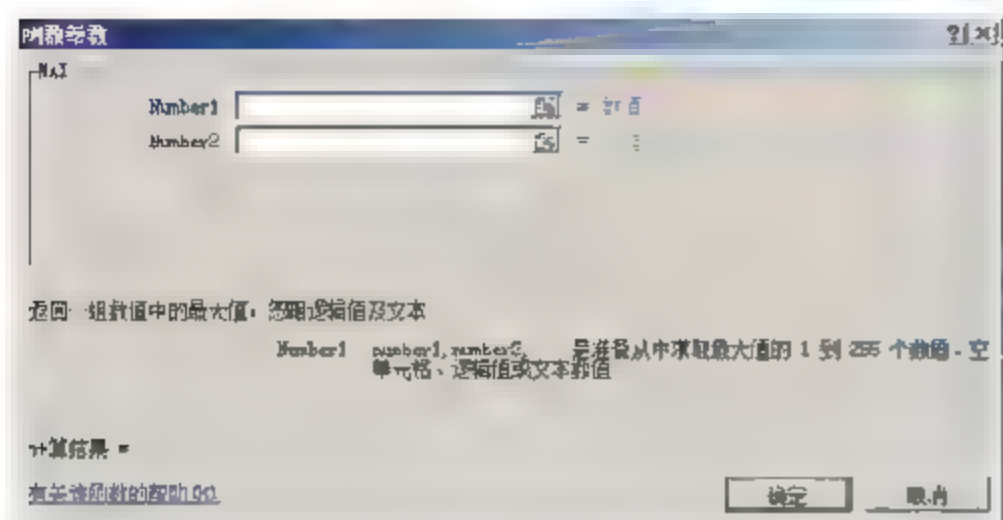 函数参数
MAX
Number1 = 数值
Number2 =
返回一组数值中的最大值，忽略逻辑值及文本
Number1 number1,number2, 是准备从中求取最大值的 1 到 255 个数值、空
单元格、逻辑值或文本数值
计算结果 =
有关该函数的帮助(H)
确定 取消